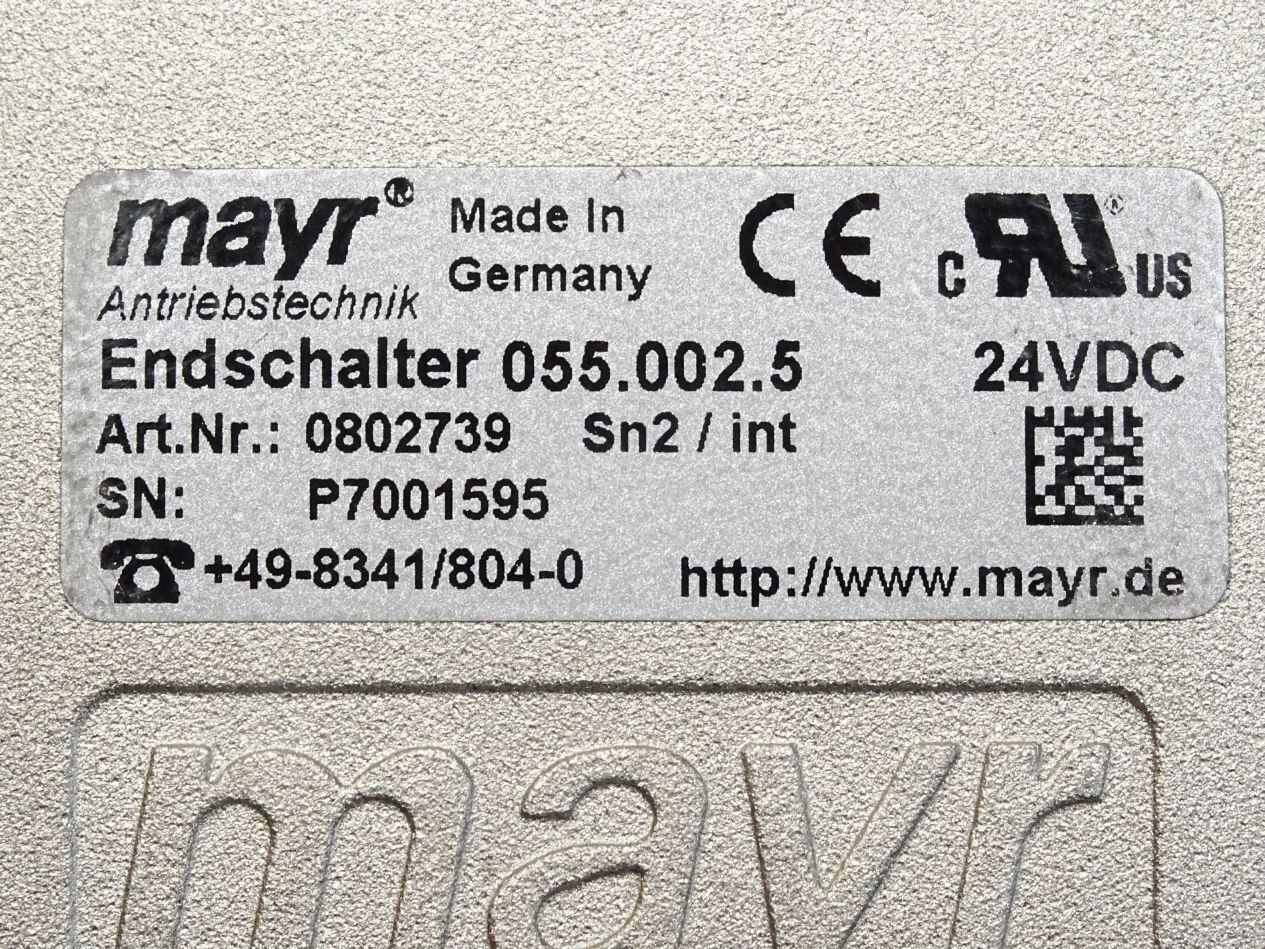 mayr® Made In
Germany
Antriebstechnik
CE
c RU® US
Endschalter 055.002.5 24VDC
Art.Nr.: 0802739 Sn2 / int
SN: P7001595
+49-8341/804-0 http://www.mayr.de
mayr